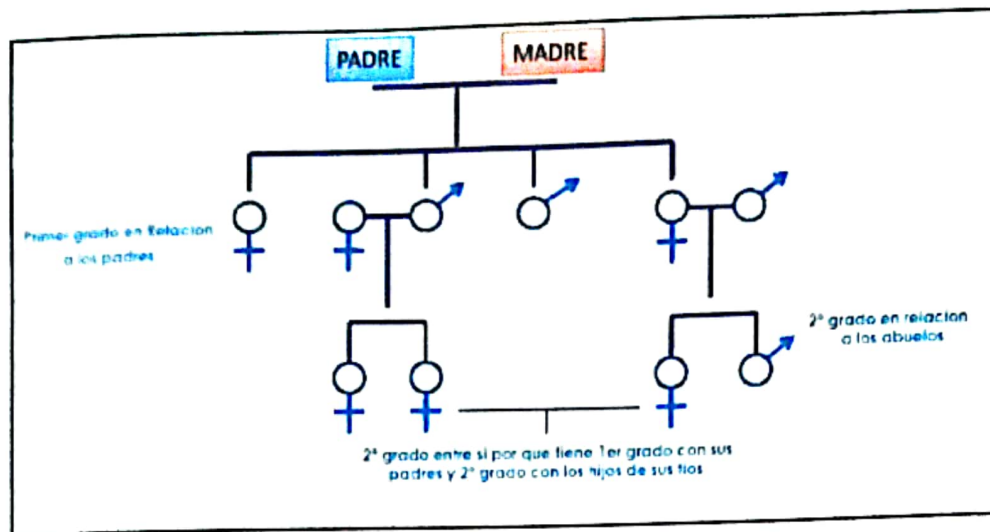 PADRE
MADRE
Primer grado en Relacion
a los padres
2° grado en relacion
a los abuelos
2° grado entre si por que tiene 1er grado con sus
padres y 2° grado con los hijos de sus tios